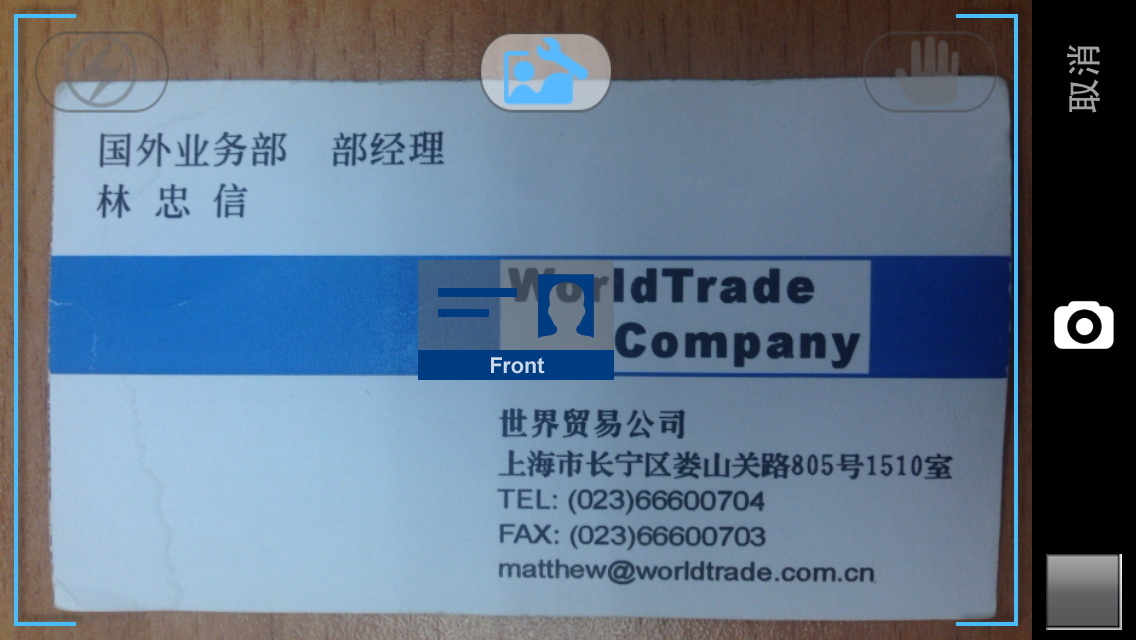 国外业务部 部经理
林 忠 信
WorldTrade
Company
Front
世界贸易公司
上海市长宁区娄山关路805号1510室
TEL: (023)66600704
FAX: (023)66600703
matthew@worldtrade.com.cn
取消